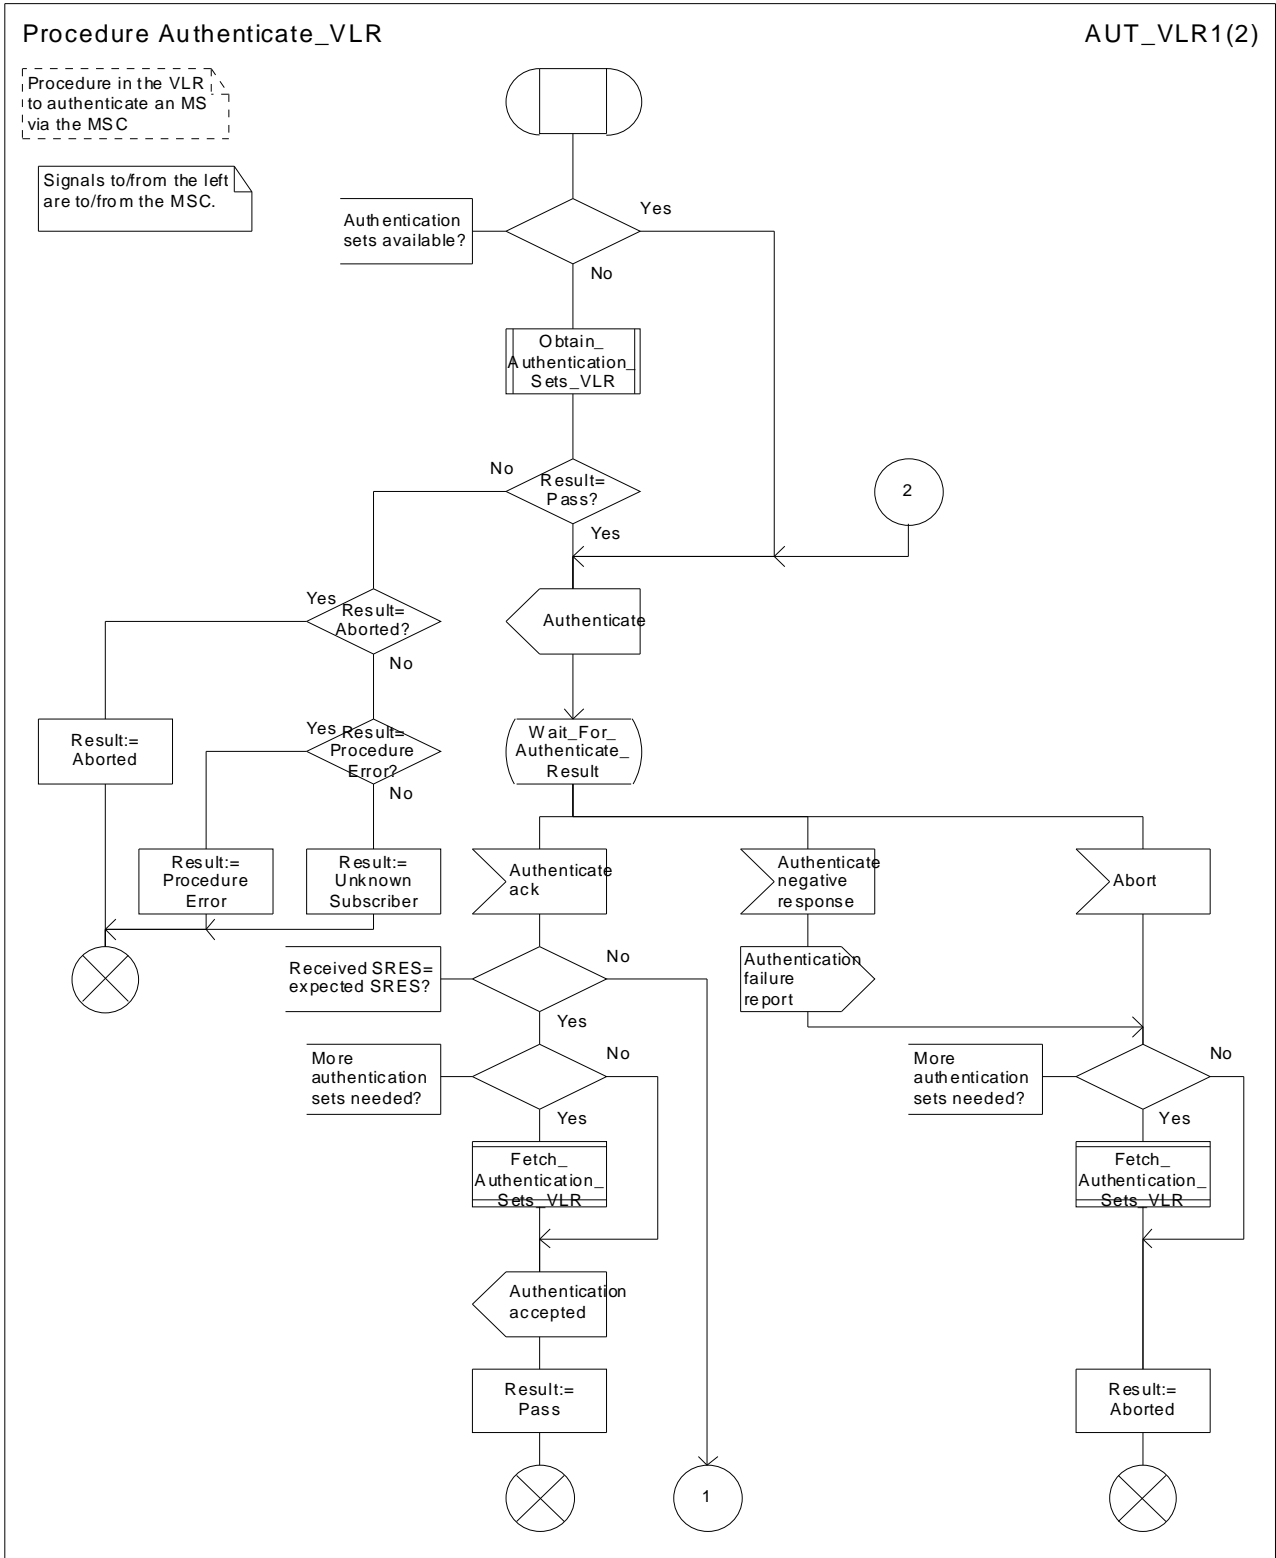 Procedure Authenticate_VLR
AUT_VLR1(2)
Procedure in the VLR
to authenticate an MS
via the MSC
Signals to/from the left
are to/from the MSC.
Authentication
sets available?
Yes
No
Obtain_
Authentication_
Sets_VLR
No
Result=
Pass?
Yes
2
Yes
Result=
Aborted?
No
Authenticate
Result:=
Aborted
Yes
Result=
Procedure
Error?
No
Wait_For_
Authenticate_
Result
Result:=
Procedure
Error
Result:=
Unknown
Subscriber
Authenticate
ack
Authenticate
negative
response
Abort
Received SRES=
expected SRES?
No
Yes
Authentication
failure
report
More
authentication
sets needed?
No
Yes
More
authentication
sets needed?
No
Yes
Fetch_
Authentication_
Sets_VLR
Fetch_
Authentication_
Sets_VLR
Authentication
accepted
Result:=
Pass
Result:=
Aborted
1